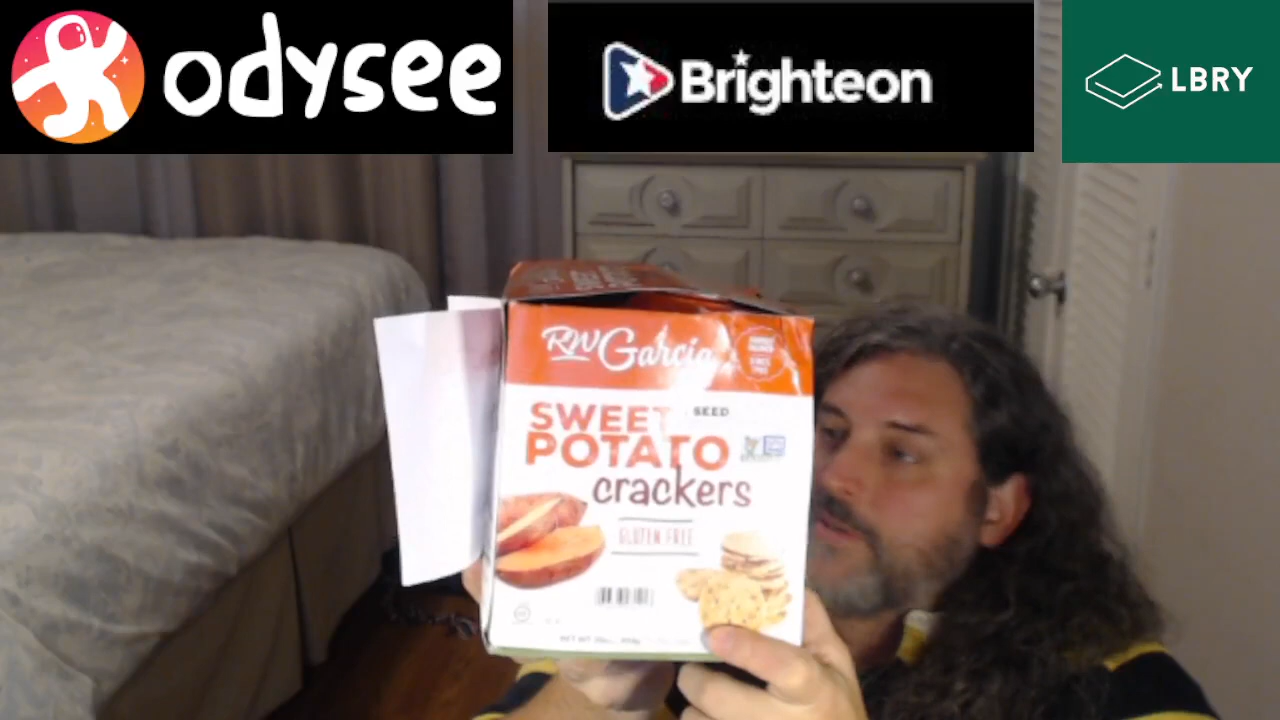 odysee
Brighteon
LBRY
RW Garcia
SWEET
SEED
POTATO
crackers
GLUTEN FREE